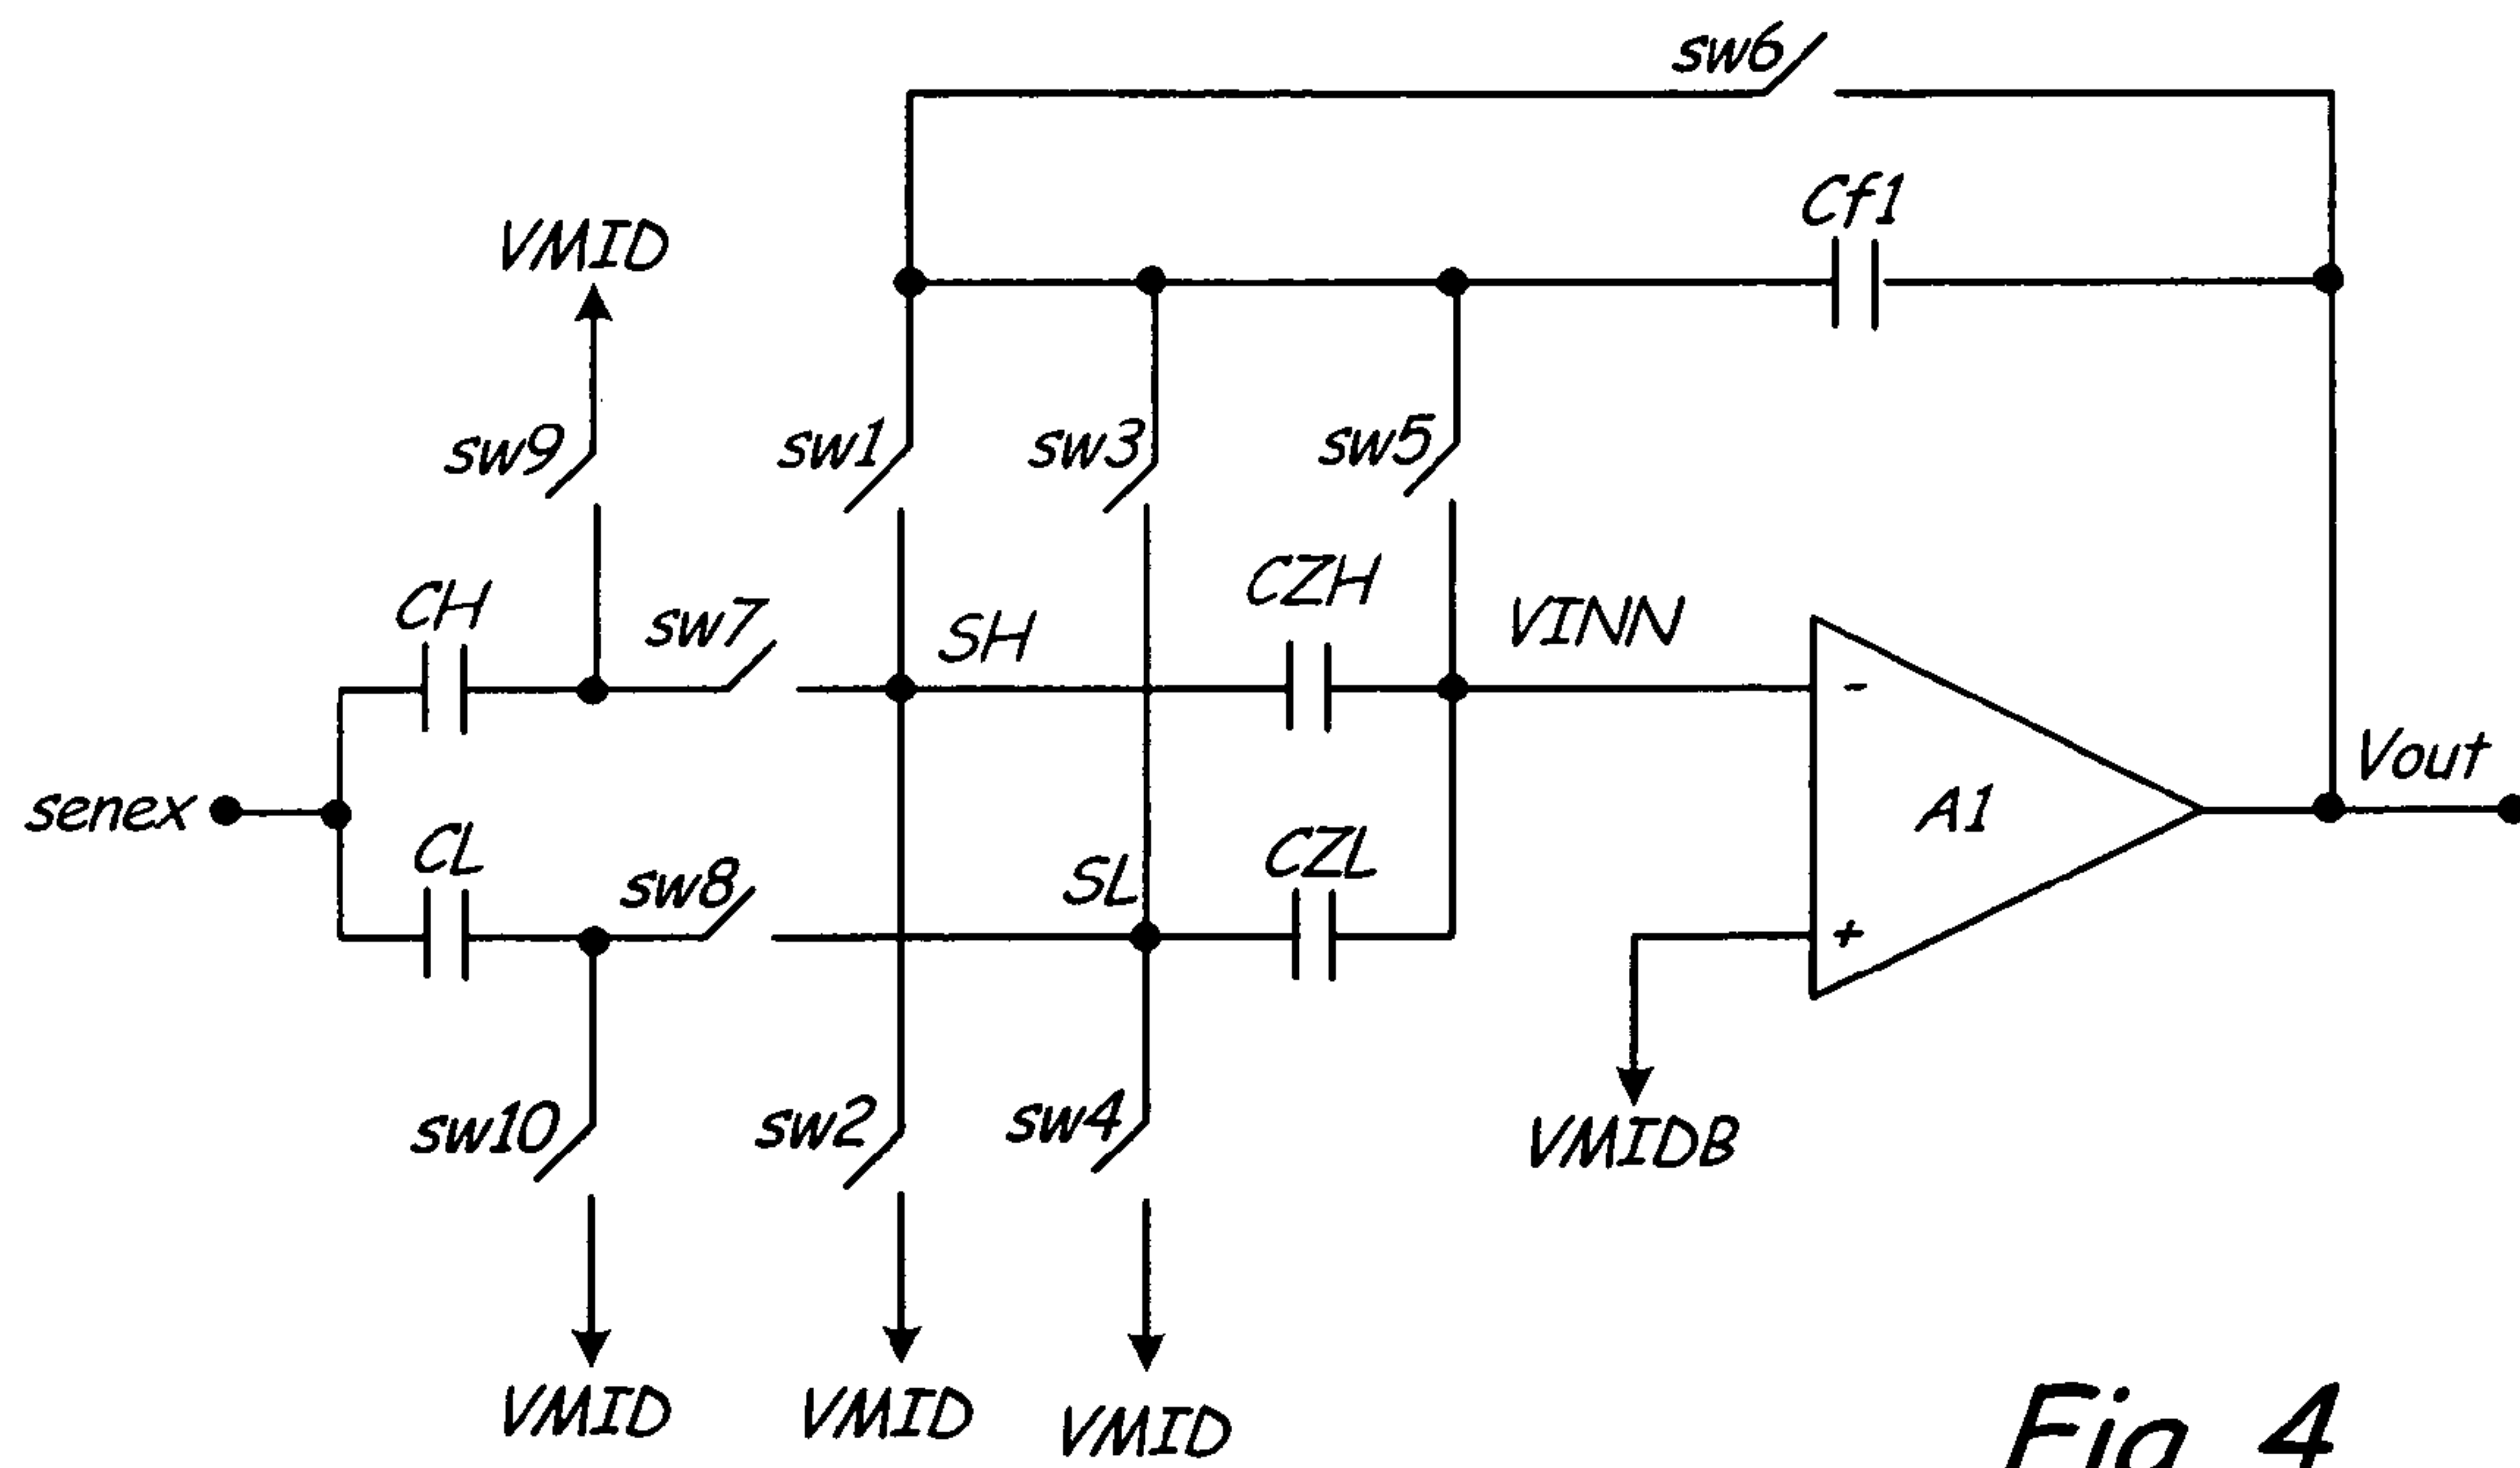 sw6
Cf1
VMID
sw9
sw1
sw3
sw5
CH
sw7
SH
CZH
VINN
-
senex
CL
sw8
SL
CZL
A1
Vout
+
sw10
sw2
sw4
VMIDB
VMID
VMID
VMID
Fig 4